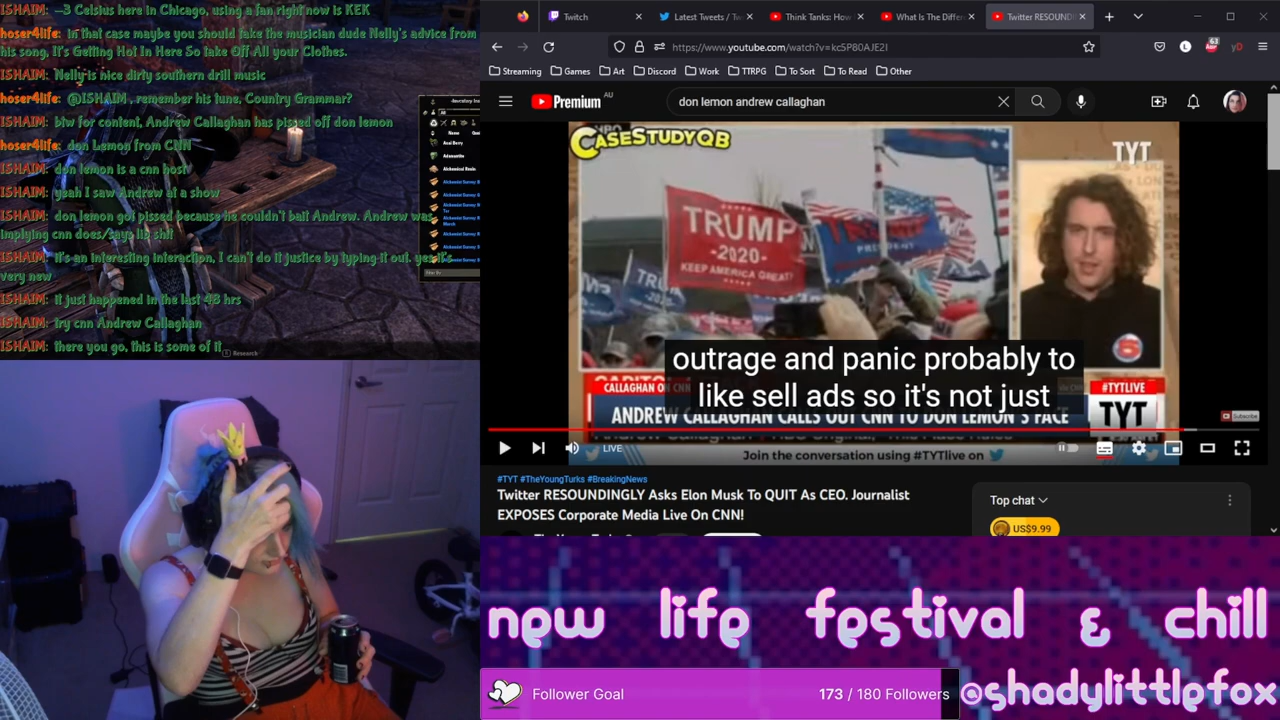 ISHAIM: -3 Celsius here in Chicago, using a fan right now is KEK
hoser4life: in that case maybe you should take the musician dude Nelly's advice from
his song, It's Getting Hot In Here So take Off All your Clothes.
ISHAIM: Nelly is nice dirty southern drill music
hoser4life: @ISHAIM , remember his tune, Country Grammar?
ISHAIM: btw for content, Andrew Callaghan has pissed off don lemon
hoser4life: don Lemon from CNN
ISHAIM: don lemon is a cnn host
ISHAIM: yeah I saw Andrew at a show
ISHAIM: don lemon got pissed because he couldn't bait Andrew. Andrew was
implying cnn does/says lib shit
ISHAIM: it's an interesting interaction, I can't do it justice by typing it out. yes it's
very new
ISHAIM: it just happened in the last 48 hrs
ISHAIM: try cnn Andrew Callaghan
ISHAIM: there you go, this is some of it
Research
Name
Acai Berry
Twitch
Latest Tweets / Tw
Think Tanks: How
What Is The Differen
Twitter RESOUNDIN
https://www.youtube.com/watch?v=kc5P80AJE2I
Streaming Games Art Discord Work TTRPG To Sort To Read Other
Premium AU
don lemon andrew callaghan
CASESTUDYQB
TYT
TRUMP
-2020-
KEEP AMERICA GREAT!
outrage and panic probably to
like sell ads so it's not just
CALLAGHAN ON
#TYTLIVE
ANDREW CALLAGHAN CALLS OUT CNN TO DON LEMON'S FACE
TYT
Subscribe
LIVE
Join the conversation using #TYTlive on
#TYT #TheYoungTurks #BreakingNews
Twitter RESOUNDINGLY Asks Elon Musk To QUIT As CEO. Journalist
EXPOSES Corporate Media Live On CNN!
Top chat
US$9.99
new life festival & chill
Follower Goal 173 / 180 Followers
@shadylittlefox